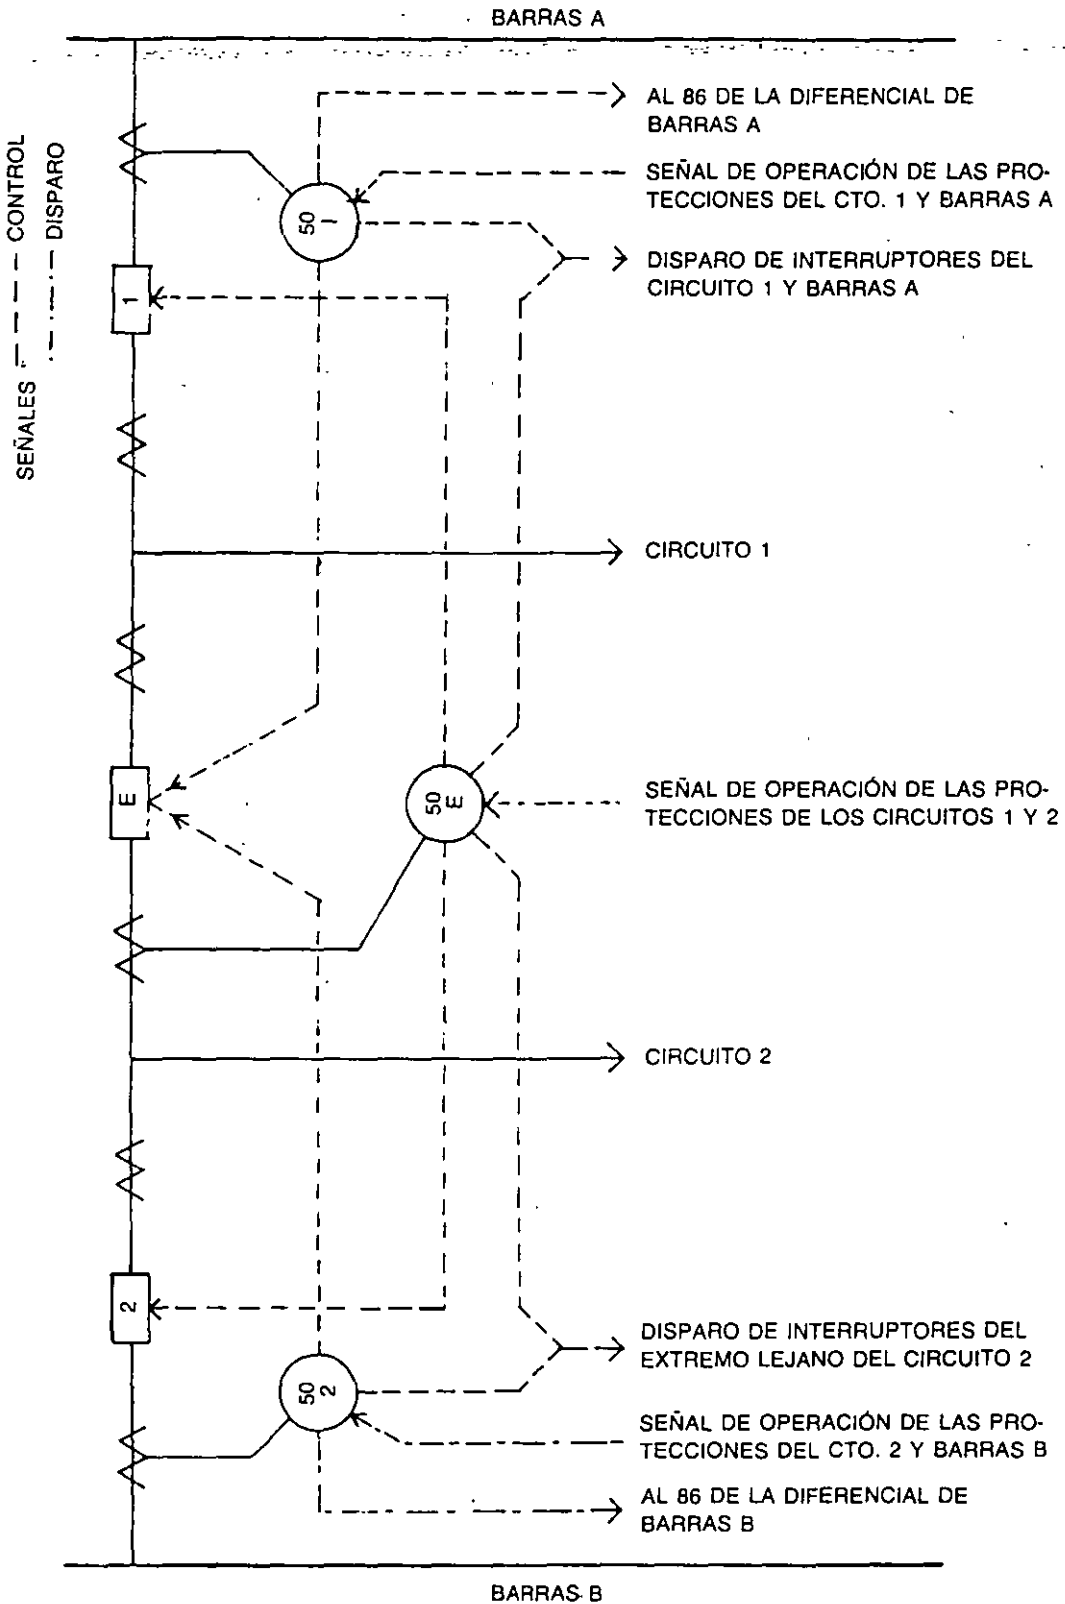 BARRAS A
AL 86 DE LA DIFERENCIAL DE
BARRAS A
SEÑALES
CONTROL
DISPARO
SEÑAL DE OPERACIÓN DE LAS PRO-
TECCIONES DEL CTO. 1 Y BARRAS A
50
1
DISPARO DE INTERRUPTORES DEL
CIRCUITO 1 Y BARRAS A
1
CIRCUITO 1
E
50
E
SEÑAL DE OPERACIÓN DE LAS PRO-
TECCIONES DE LOS CIRCUITOS 1 Y 2
CIRCUITO 2
2
DISPARO DE INTERRUPTORES DEL
EXTREMO LEJANO DEL CIRCUITO 2
50
2
SEÑAL DE OPERACIÓN DE LAS PRO-
TECCIONES DEL CTO. 2 Y BARRAS B
AL 86 DE LA DIFERENCIAL DE
BARRAS B
BARRAS B